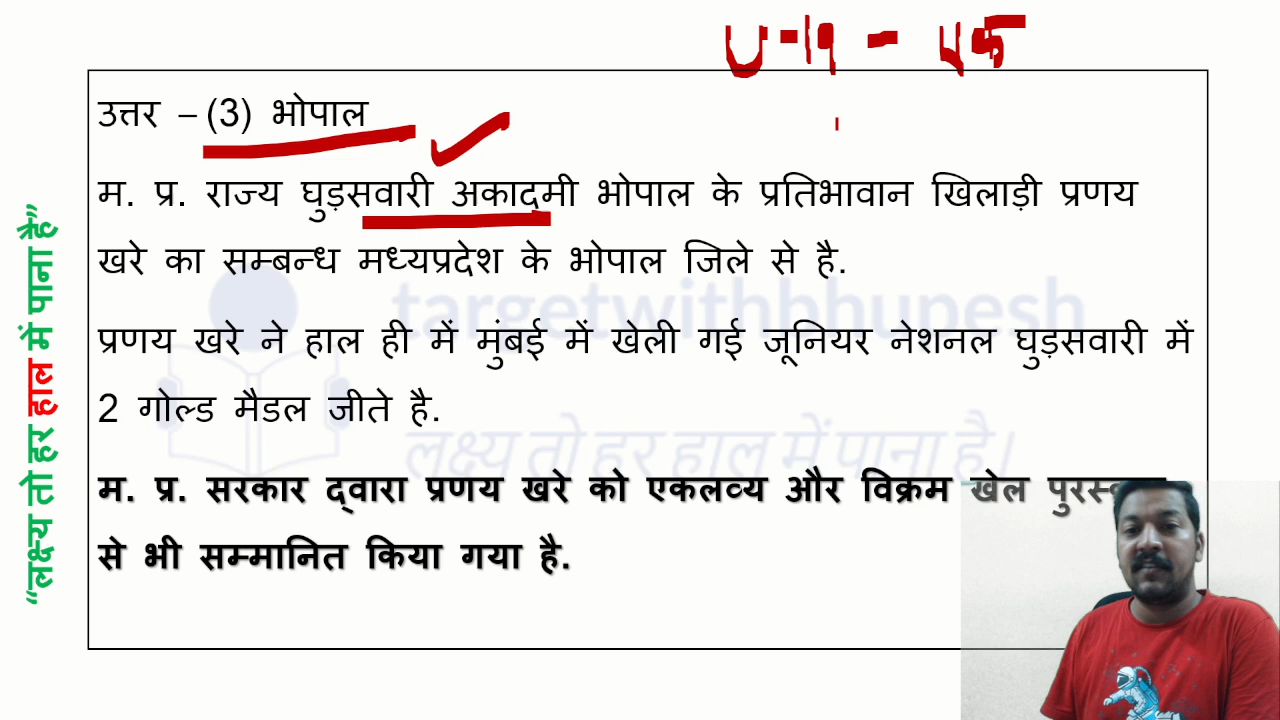 U-19 -
उत्तर – (3) भोपाल
म. प्र. राज्य घुड़सवारी अकादमी भोपाल के प्रतिभावान खिलाड़ी प्रणय
खरे का सम्बन्ध मध्यप्रदेश के भोपाल जिले से है.
प्रणय खरे ने हाल ही में मुंबई में खेली गई जूनियर नेशनल घुड़सवारी में
2 गोल्ड मैडल जीते है.
म. प्र. सरकार द्वारा प्रणय खरे को एकलव्य और विक्रम खेल
से भी सम्मानित किया गया है.
"लक्ष्य तो हर हाल में पाना है"
targetwithbhupesh
लक्ष्य तो हर हाल में पाना है।